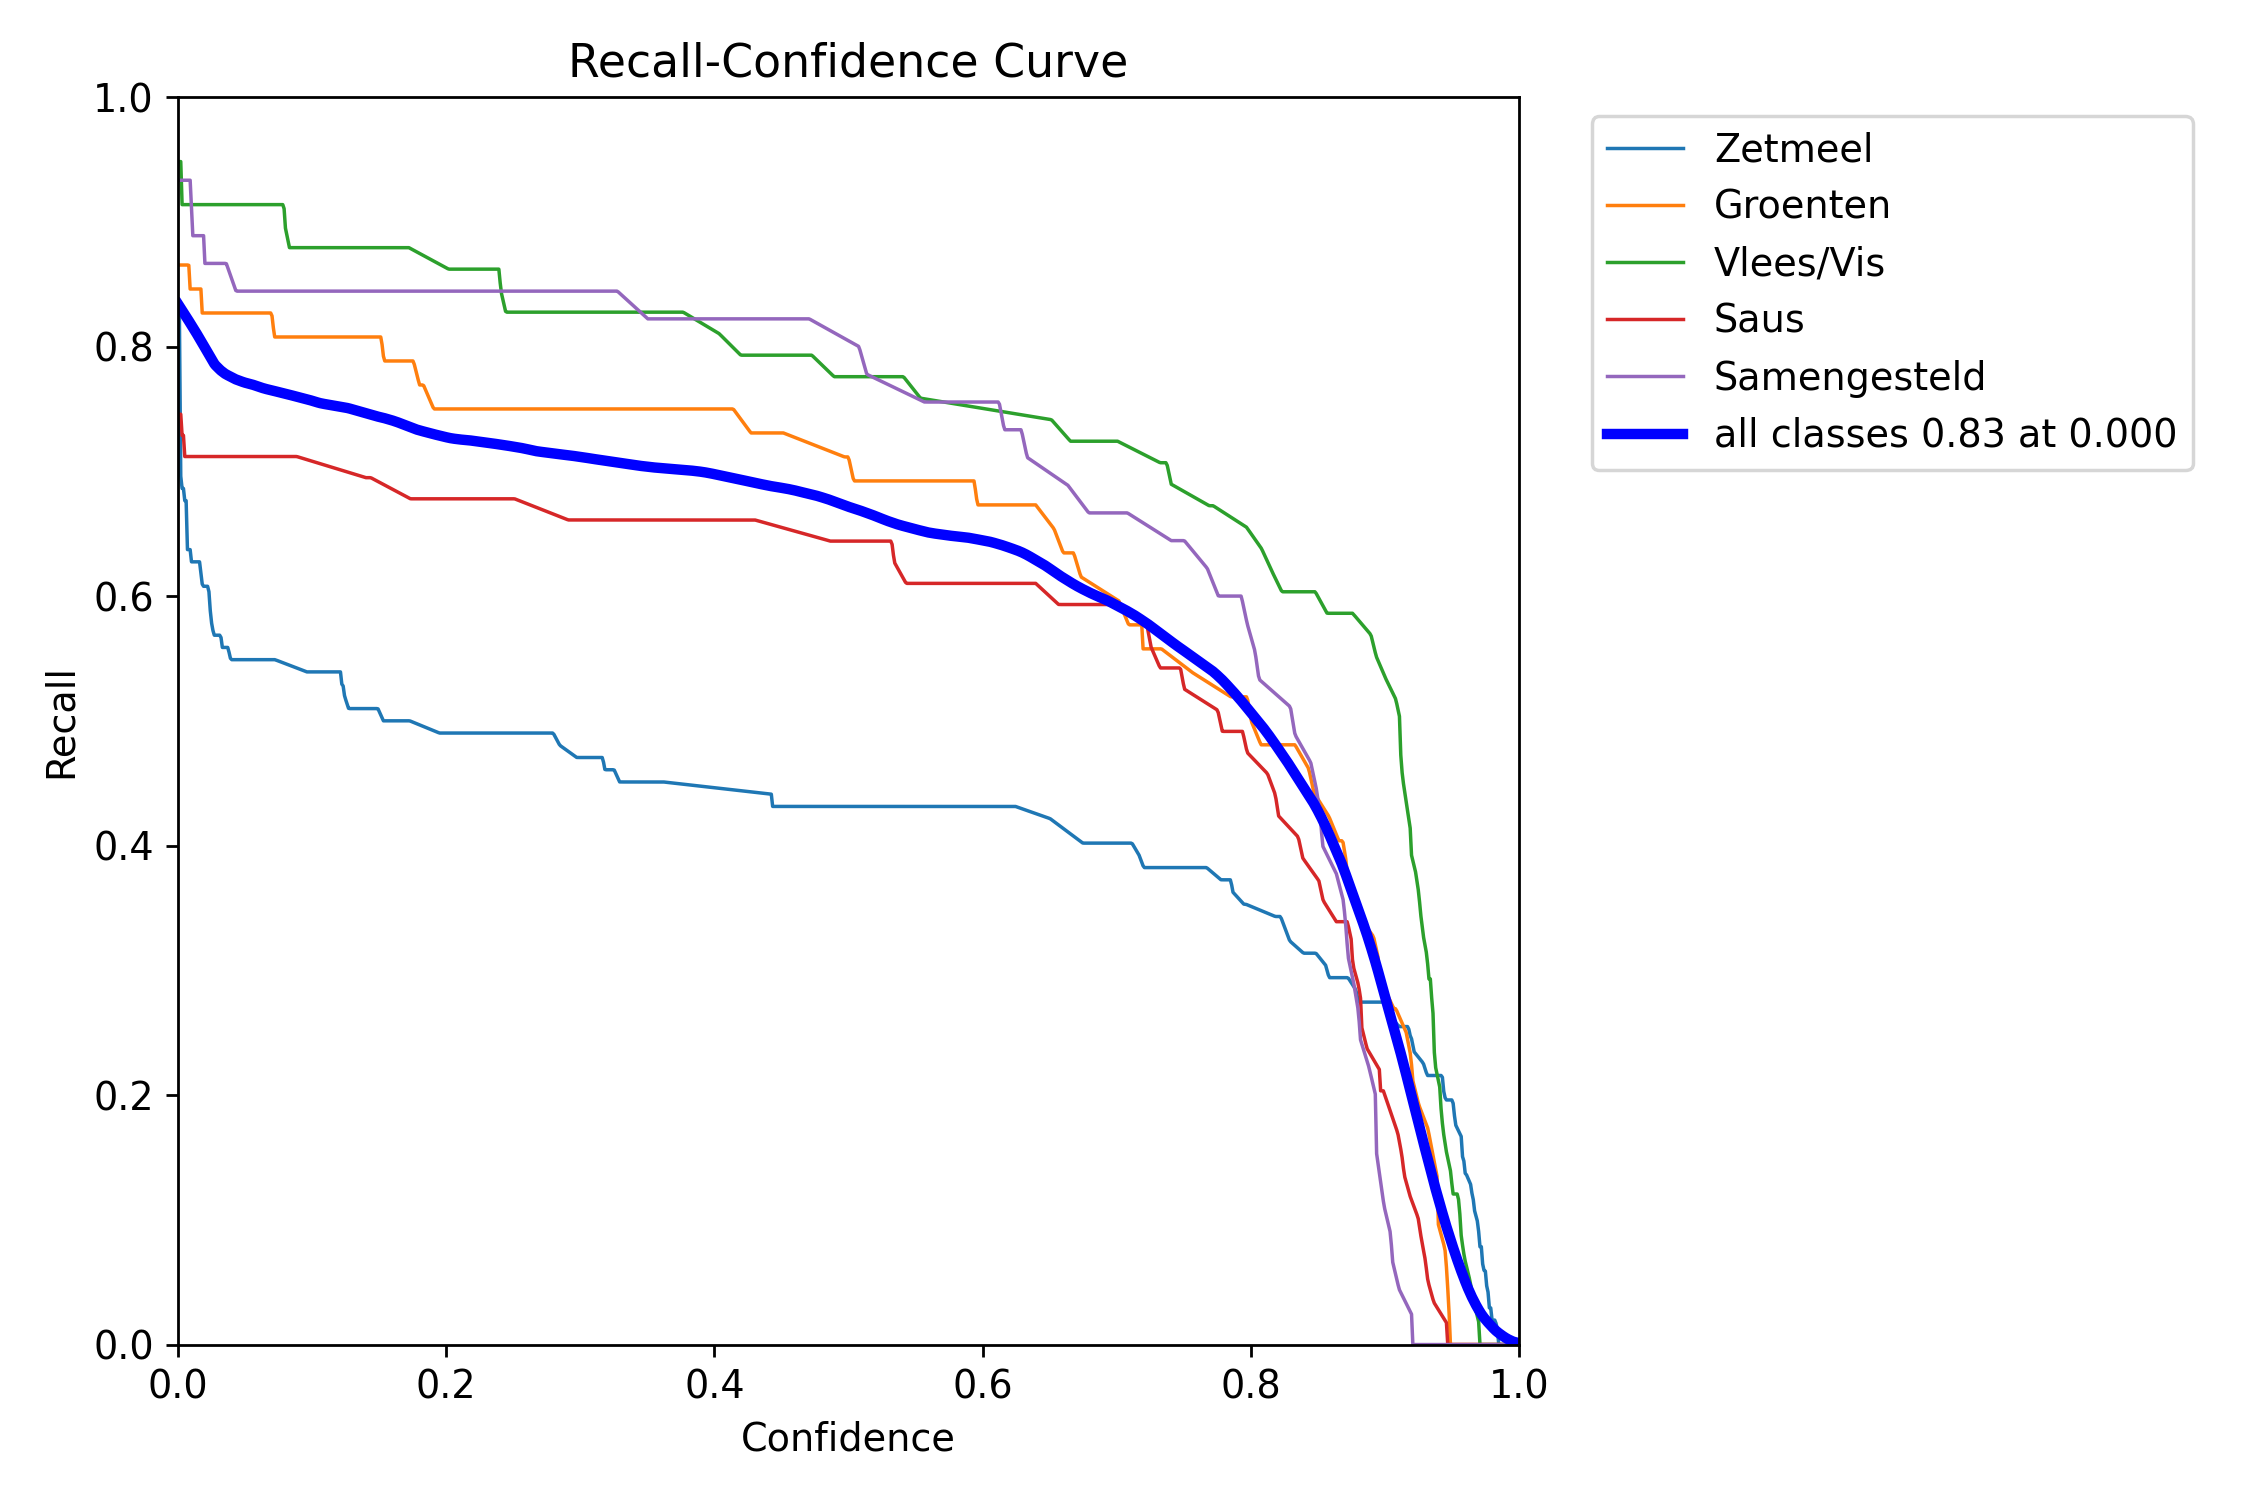 Recall-Confidence Curve
1.0
0.8
0.6
0.4
0.2
0.0
Recall
0.0 0.2 0.4 0.6 0.8 1.0
Confidence
Zetmeel
Groenten
Vlees/Vis
Saus
Samengesteld
all classes 0.83 at 0.000